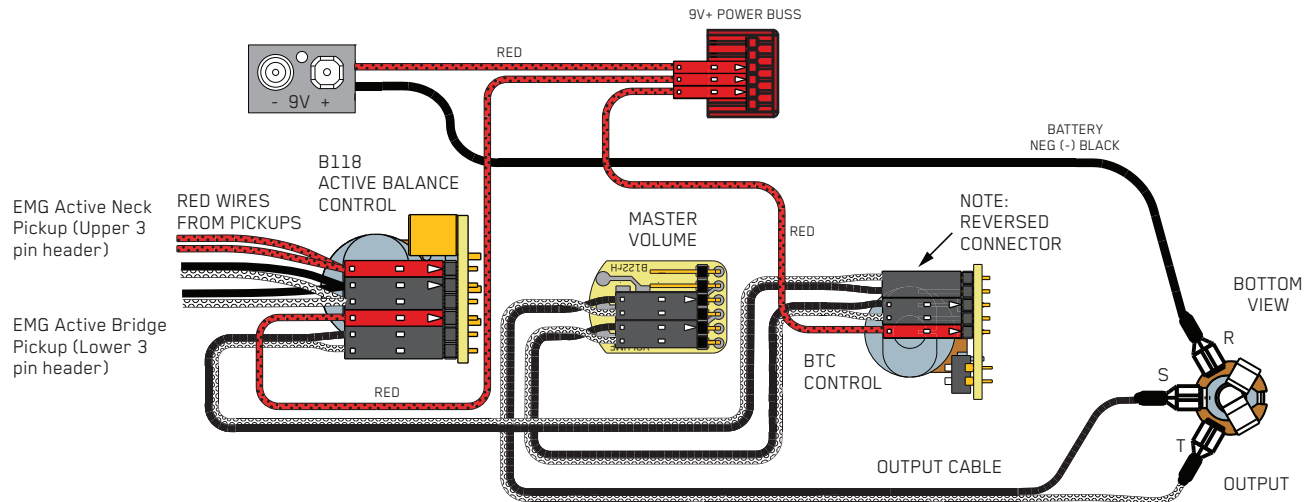 9V+ POWER BUSS
RED
- 9V +
BATTERY
NEG (-) BLACK
B118
ACTIVE BALANCE
CONTROL
EMG Active Neck
Pickup (Upper 3
pin header)
RED WIRES
FROM PICKUPS
MASTER
VOLUME
NOTE:
REVERSED
CONNECTOR
RED
B122rH
BOTTOM
VIEW
EMG Active Bridge
Pickup (Lower 3
pin header)
R
BTC
CONTROL
S
RED
T
OUTPUT CABLE
OUTPUT